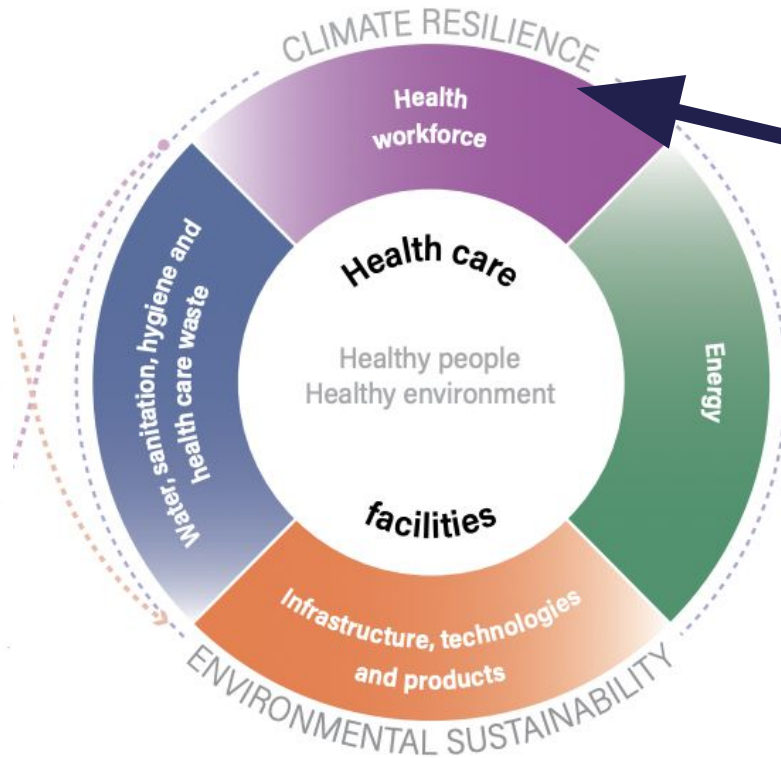 CLIMATE RESILIENCE
Health
workforce
Health care
Healthy people
Healthy environment
facilities
Water, sanitation, hygiene and
health care waste
Energy
Infrastructure, technologies
and products
ENVIRONMENTAL SUSTAINABILITY